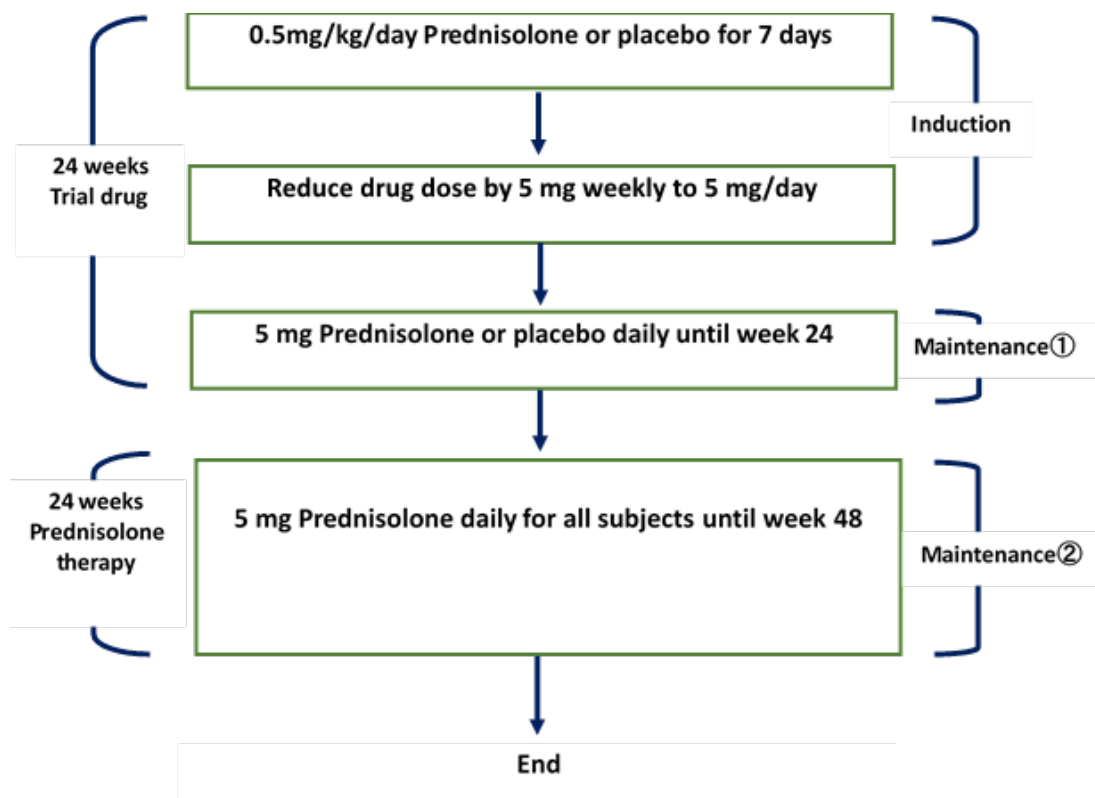 0.5mg/kg/day Prednisolone or placebo for 7 days
Induction
24 weeks
Trial drug
Reduce drug dose by 5 mg weekly to 5 mg/day
5 mg Prednisolone or placebo daily until week 24
Maintenance①
24 weeks
Prednisolone
therapy
5 mg Prednisolone daily for all subjects until week 48
Maintenance②
End